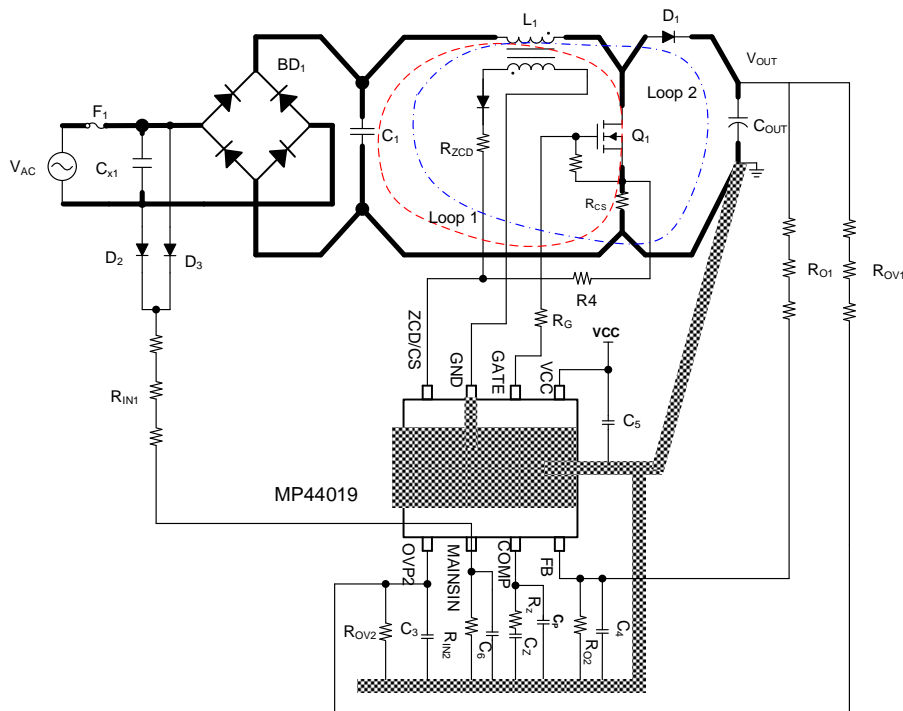 L1
D1
BD1
VOUT
Loop 2
F1
COUT
C1
Q1
RZCD
VAC
Cx1
RCS
Loop 1
D2
D3
RO1
ROV1
R4
ZCD/CS
RG
VCC
GND
GATE
VCC
RIN1
C5
MP44019
OVP2
MAINSIN
COMP
FB
Rz
CP
C4
ROV2
C3
RIN2
C6
CZ
RO2